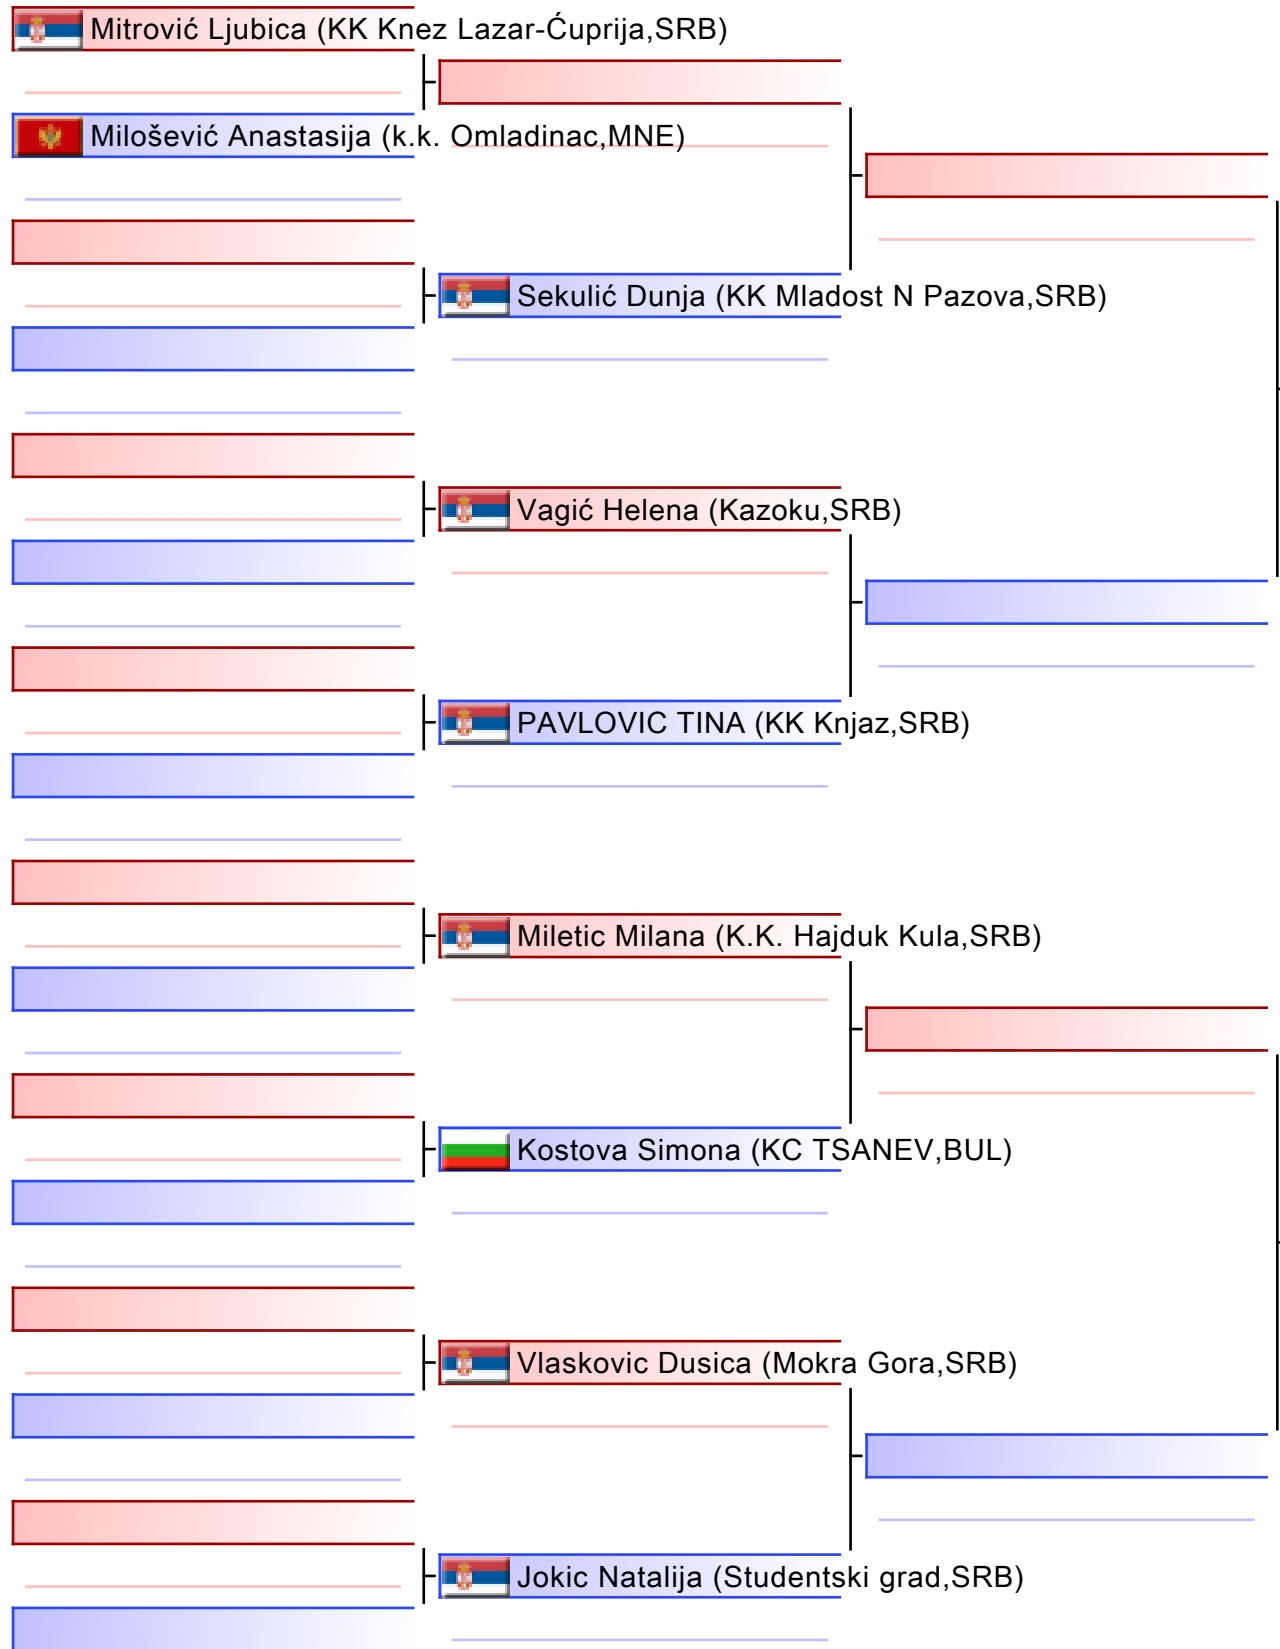 Mitrović Ljubica (KK Knez Lazar-Ćuprija,SRB)
Milošević Anastasija (k.k. Omladinac,MNE)
Sekulić Dunja (KK Mladost N Pazova,SRB)
Vagić Helena (Kazoku,SRB)
PAVLOVIC TINA (KK Knjaz,SRB)
Miletic Milana (K.K. Hajduk Kula,SRB)
Kostova Simona (KC TSANEV,BUL)
Vlaskovic Dusica (Mokra Gora,SRB)
Jokic Natalija (Studentski grad,SRB)